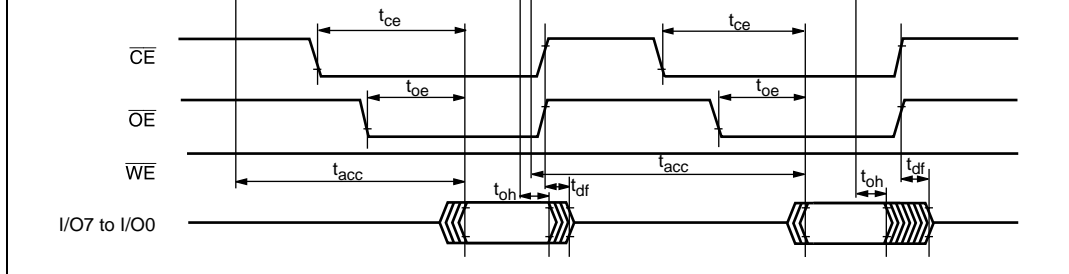 tce tce
CE
toe toe
OE
WE
tacc tacc
toh tdf toh tdf
I/O7 to I/O0